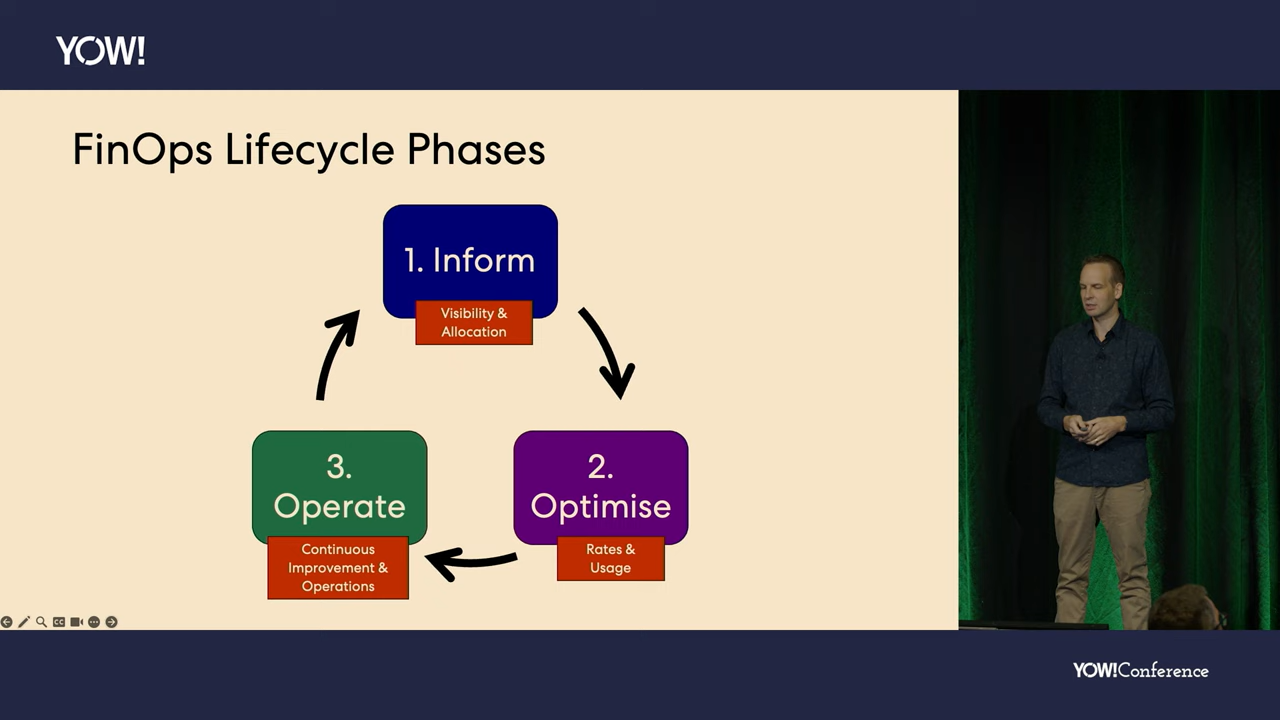 YOW!
FinOps Lifecycle Phases
1. Inform
Visibility &
Allocation
3.
Operate
Continuous
Improvement &
Operations
2.
Optimise
Rates &
Usage
CC
YOW!Conference